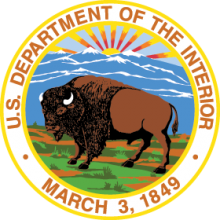 U.S. DEPARTMENT OF THE INTERIOR
MARCH 3, 1849